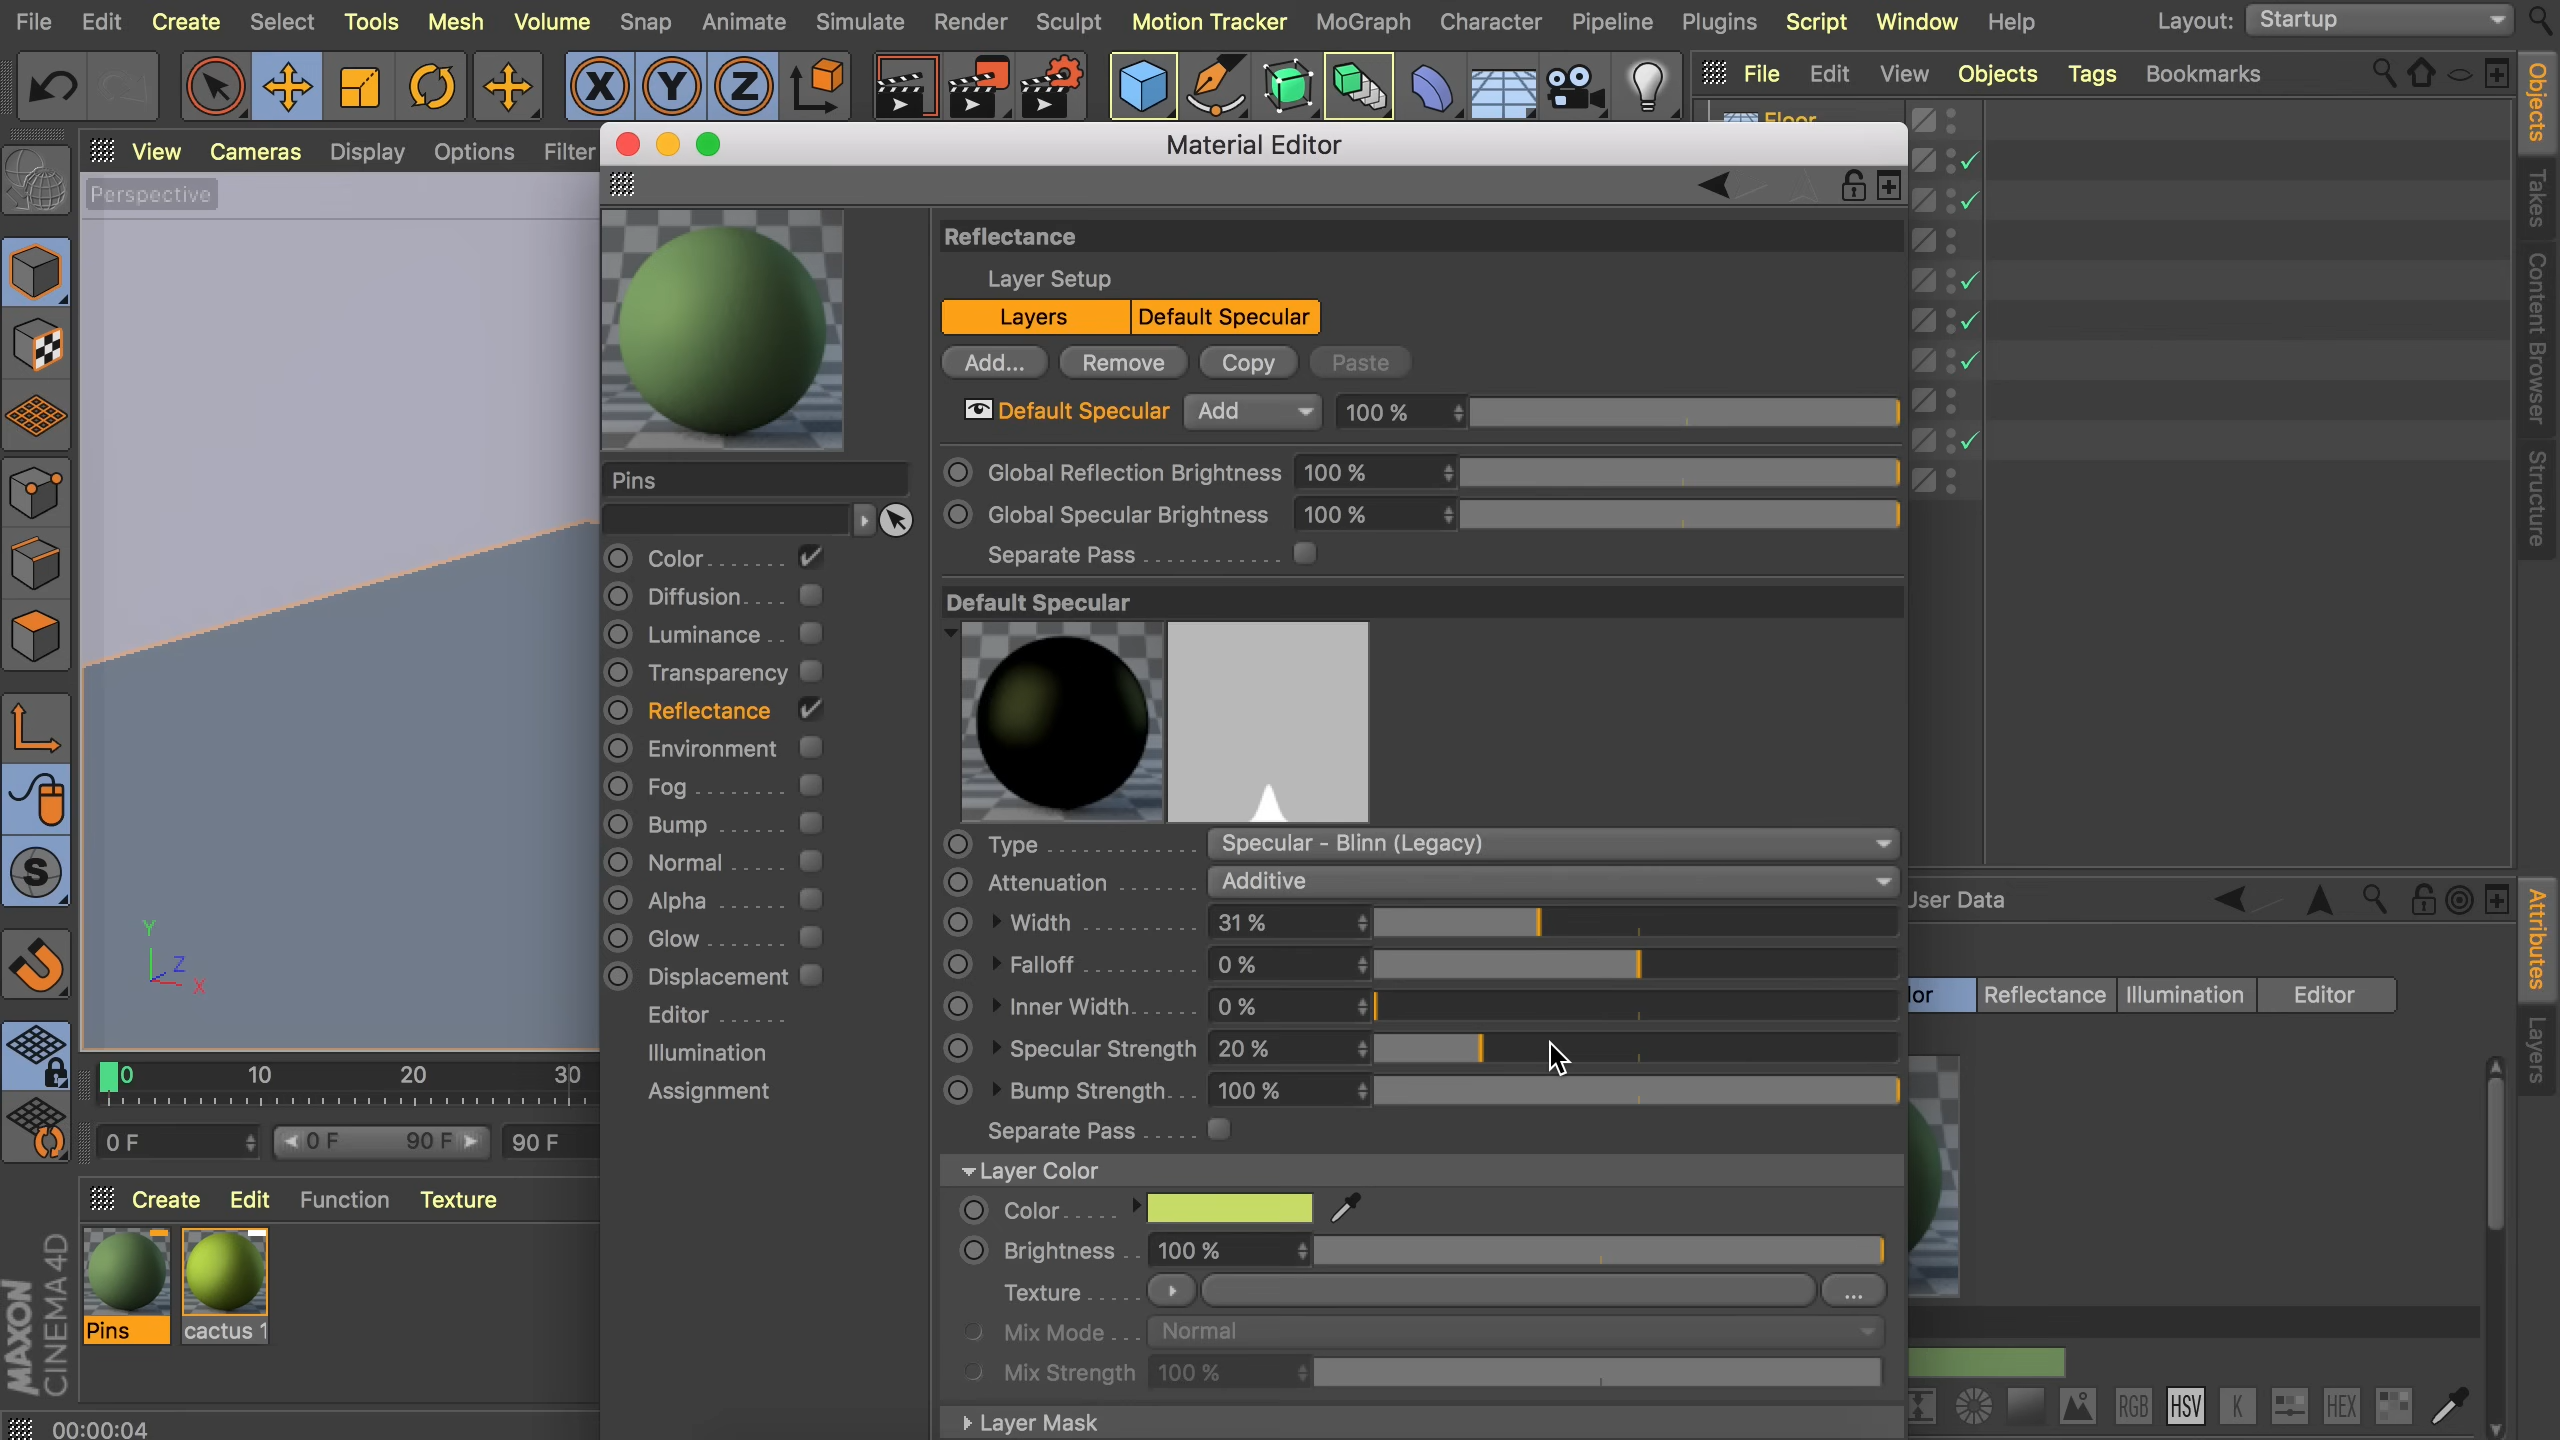 File Edit Create Select Tools Mesh Volume Snap Animate Simulate Render Sculpt Motion Tracker MoGraph Character Pipeline Plugins Script Window Help Layout: Startup
X Y Z
File Edit View Objects Tags Bookmarks
Floor
Objects
Takes
Content Browser
Structure
View Cameras Display Options Filter
Perspective
Material Editor
Reflectance
Layer Setup
Layers Default Specular
Add... Remove Copy Paste
Default Specular Add 100 %
Pins
Global Reflection Brightness 100 %
Global Specular Brightness 100 %
Separate Pass
Color
Diffusion
Luminance
Transparency
Reflectance
Environment
Fog
Bump
Normal
Alpha
Glow
Displacement
Editor
Illumination
Assignment
Default Specular
Type Specular - Blinn (Legacy)
Attenuation Additive
Width 31 %
Falloff 0 %
Inner Width 0 %
Specular Strength 20 %
Bump Strength 100 %
Separate Pass
Layer Color
Color
Brightness 100 %
Texture ...
Mix Mode Normal
Mix Strength 100 %
Layer Mask
User Data
Reflectance Illumination Editor
Attributes
Layers
RGB HSV K HEX
S
Y
Z
X
0 10 20 30
0 F 0 F 90 F 90 F
Create Edit Function Texture
Pins cactus 1
MAXON
CINEMA 4D
00:00:04